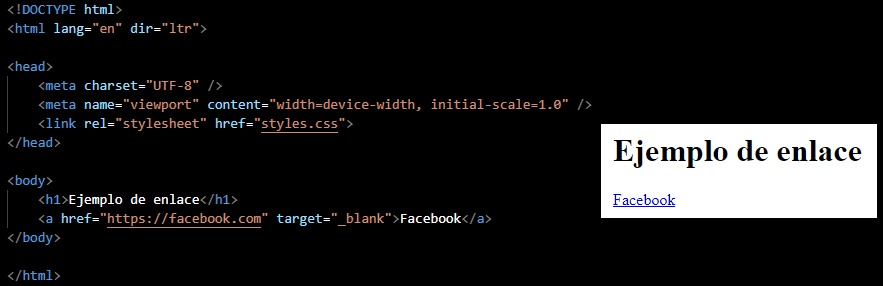 <!DOCTYPE html>
<html lang="en" dir="ltr">
<head>
    <meta charset="UTF-8" />
    <meta name="viewport" content="width=device-width, initial-scale=1.0" />
    <link rel="stylesheet" href="styles.css">
</head>
<body>
    <h1>Ejemplo de enlace</h1>
    <a href="https://facebook.com" target="_blank">Facebook</a>
</body>
</html>
Ejemplo de enlace
Facebook